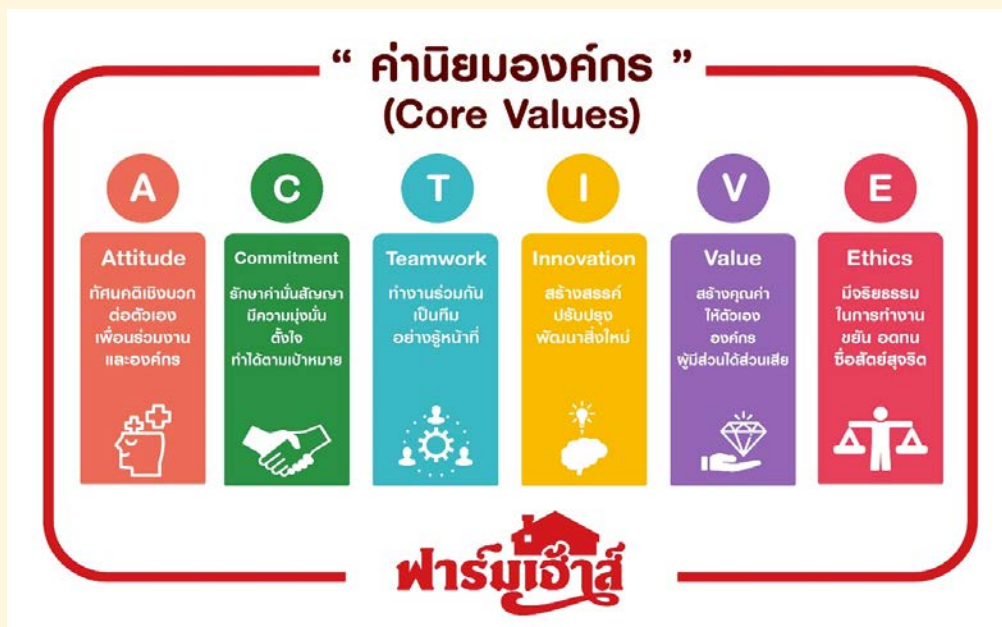 “ ค่านิยมองค์กร ”
(Core Values)
A
Attitude
ทัศนคติเชิงบวก
ต่อตัวเอง
เพื่อนร่วมงาน
และองค์กร
C
Commitment
รักษาคำมั่นสัญญา
มีความมุ่งมั่น
ตั้งใจ
ทำได้ตามเป้าหมาย
T
Teamwork
ทำงานร่วมกัน
เป็นทีม
อย่างรู้หน้าที่
I
Innovation
สร้างสรรค์
ปรับปรุง
พัฒนาสิ่งใหม่
V
Value
สร้างคุณค่า
ให้ตัวเอง
องค์กร
ผู้มีส่วนได้ส่วนเสีย
E
Ethics
มีจริยธรรม
ในการทำงาน
ขยัน อดทน
ซื่อสัตย์สุจริต
ฟาร์มเฮ้าส์